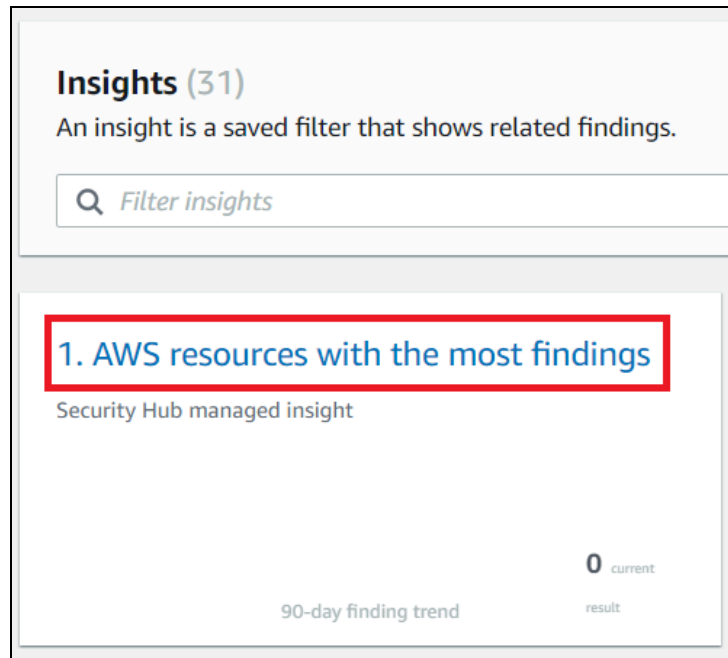 Insights (31)
An insight is a saved filter that shows related findings.
Filter insights
1. AWS resources with the most findings
Security Hub managed insight
0 current
90-day finding trend
result